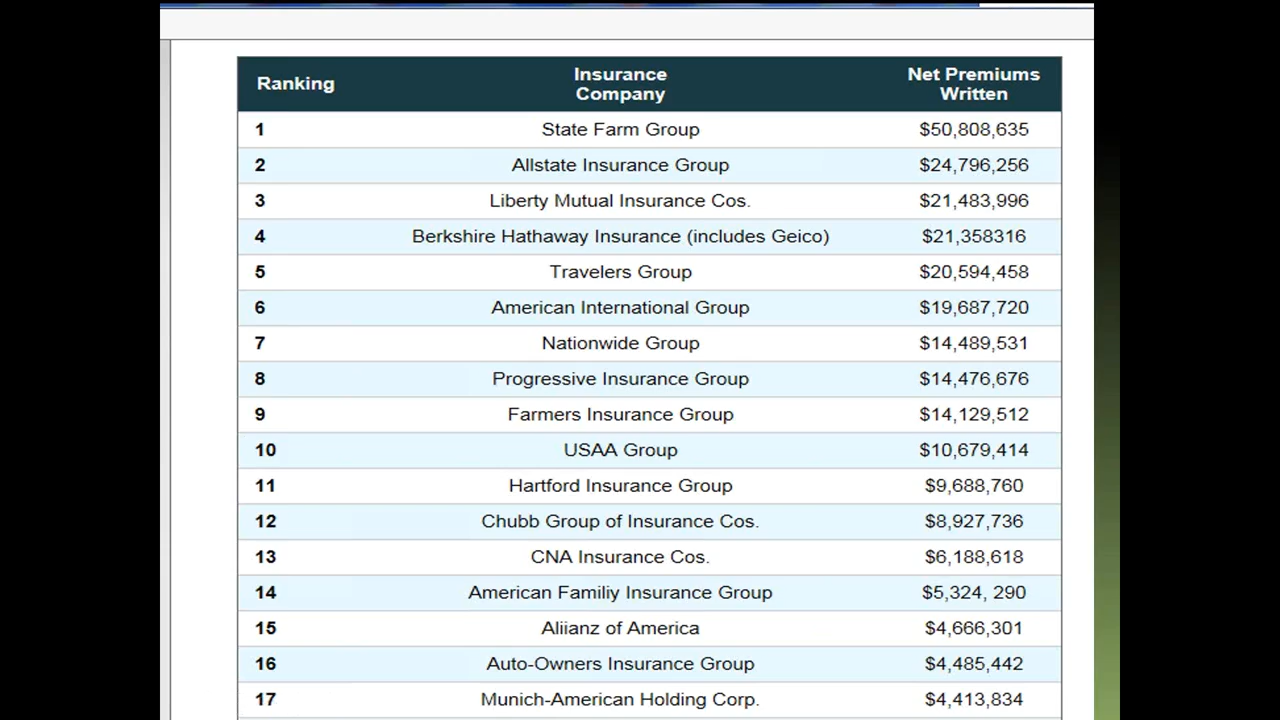 Ranking Insurance Company Net Premiums Written
1 State Farm Group $50,808,635
2 Allstate Insurance Group $24,796,256
3 Liberty Mutual Insurance Cos. $21,483,996
4 Berkshire Hathaway Insurance (includes Geico) $21,358316
5 Travelers Group $20,594,458
6 American International Group $19,687,720
7 Nationwide Group $14,489,531
8 Progressive Insurance Group $14,476,676
9 Farmers Insurance Group $14,129,512
10 USAA Group $10,679,414
11 Hartford Insurance Group $9,688,760
12 Chubb Group of Insurance Cos. $8,927,736
13 CNA Insurance Cos. $6,188,618
14 American Familiy Insurance Group $5,324, 290
15 Aliianz of America $4,666,301
16 Auto-Owners Insurance Group $4,485,442
17 Munich-American Holding Corp. $4,413,834